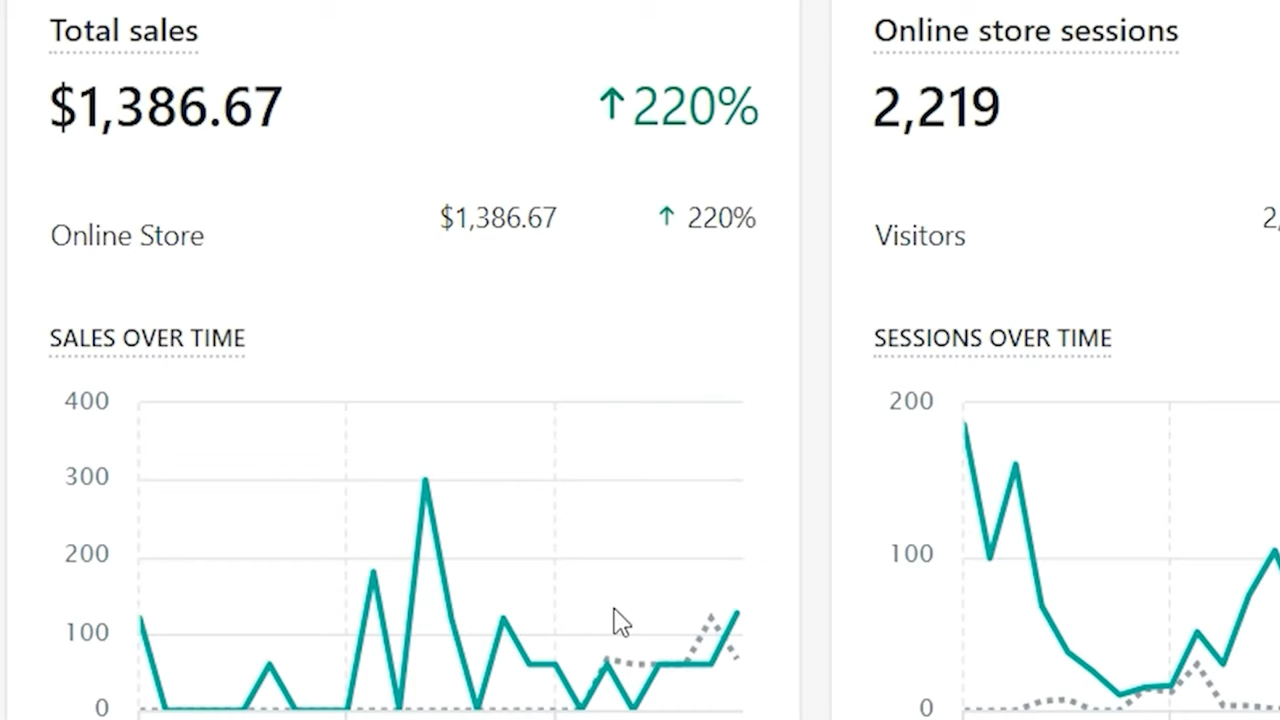 Total sales
$1,386.67 ↑220%
Online Store $1,386.67 ↑ 220%
SALES OVER TIME
400
300
200
100
0
Online store sessions
2,219
Visitors 2,
SESSIONS OVER TIME
200
100
0